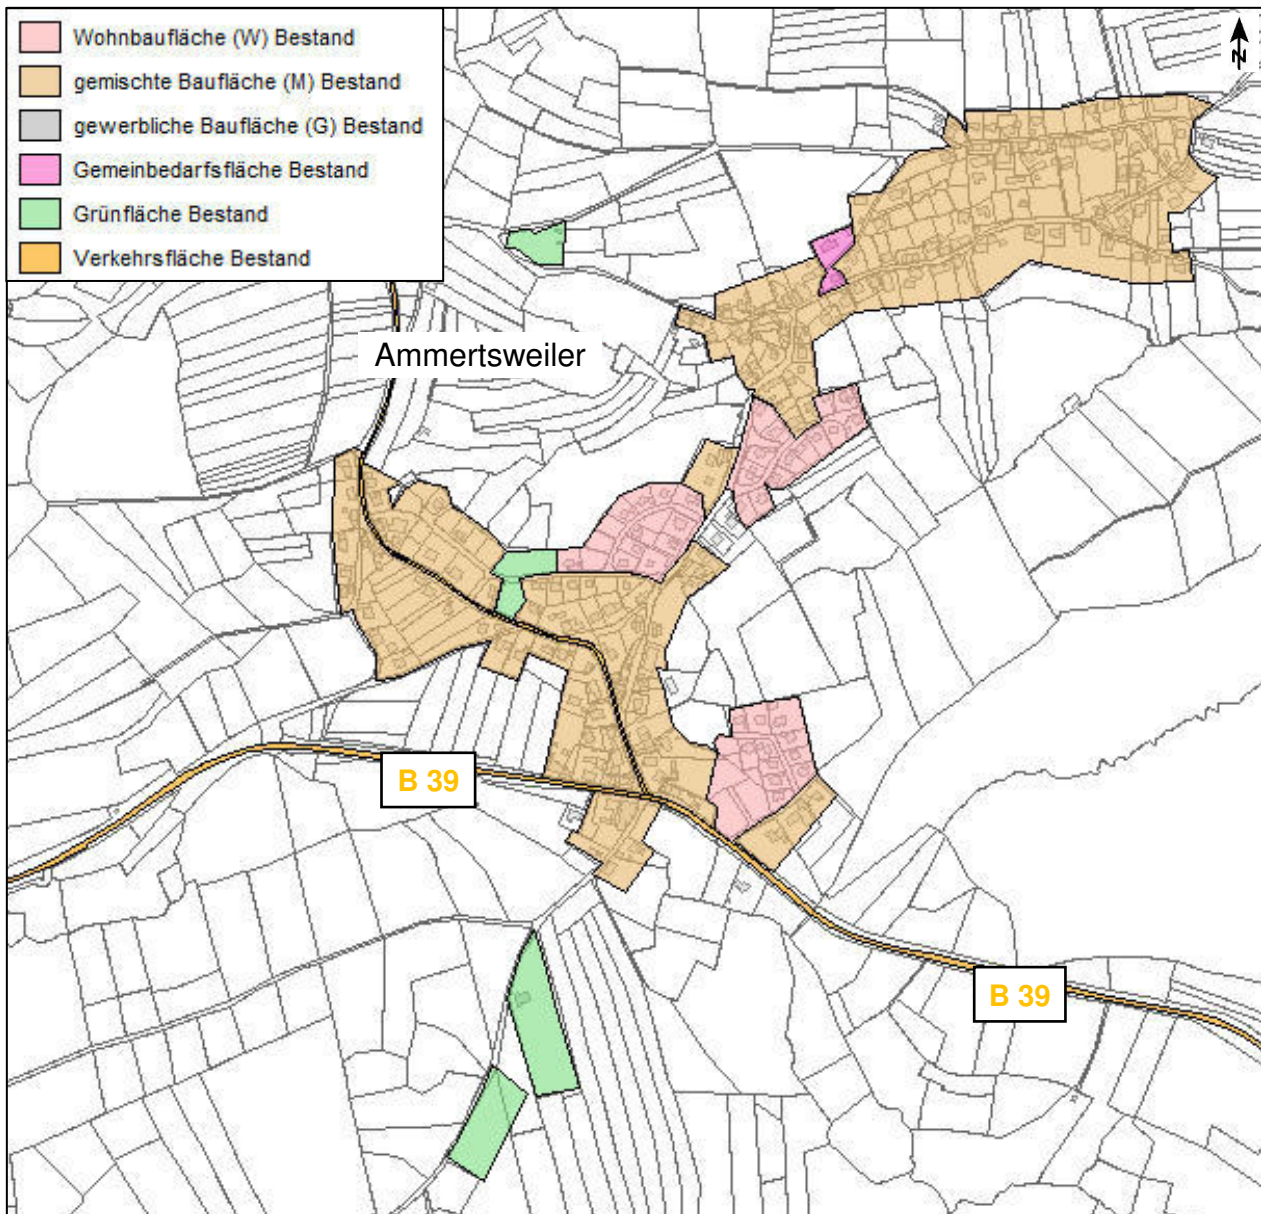 Wohnbaufläche (W) Bestand
gemischte Baufläche (M) Bestand
gewerbliche Baufläche (G) Bestand
Gemeinbedarfsfläche Bestand
Grünfläche Bestand
Verkehrsfläche Bestand
N
Ammertsweiler
B 39
B 39